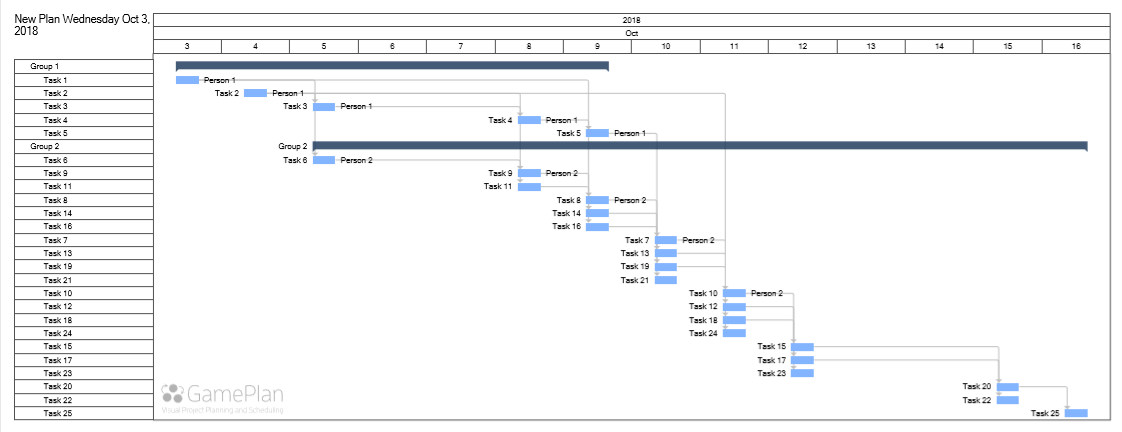 New Plan Wednesday Oct 3,
2018
2018
Oct
3 4 5 6 7 8 9 10 11 12 13 14 15 16
Group 1
Task 1 Person 1
Task 2 Task 2 Person 1
Task 3 Task 3 Person 1
Task 4 Task 4 Person 1
Task 5 Task 5 Person 1
Group 2 Group 2
Task 6 Task 6 Person 2
Task 9 Task 9 Person 2
Task 11 Task 11
Task 8 Task 8 Person 2
Task 14 Task 14
Task 16 Task 16
Task 7 Task 7 Person 2
Task 13 Task 13
Task 19 Task 19
Task 21 Task 21
Task 10 Task 10 Person 2
Task 12 Task 12
Task 18 Task 18
Task 24 Task 24
Task 15 Task 15
Task 17 Task 17
Task 23 Task 23
Task 20 Task 20
Task 22 Task 22
Task 25 Task 25
GamePlan
Visual Project Planning and Scheduling